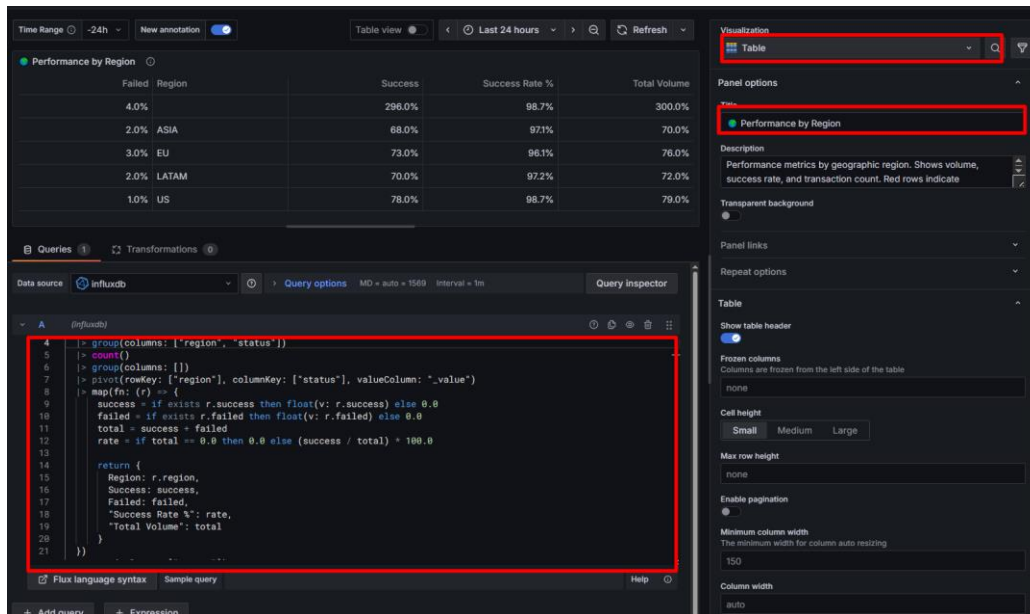 Time Range -24h New annotation Table view Last 24 hours Refresh
Performance by Region
Failed Region Success Success Rate % Total Volume
4.0% 296.0% 98.7% 300.0%
2.0% ASIA 68.0% 97.1% 70.0%
3.0% EU 73.0% 96.1% 76.0%
2.0% LATAM 70.0% 97.2% 72.0%
1.0% US 78.0% 98.7% 79.0%
Queries 1 Transformations 0
Data source influxdb Query options MD = auto = 1569 Interval = 1m Query inspector
A (influxdb)
4 |> group(columns: ["region", "status"])
5 |> count()
6 |> group(columns: [])
7 |> pivot(rowKey: ["region"], columnKey: ["status"], valueColumn: "_value")
8 |> map(fn: (r) => {
9 success = if exists r.success then float(v: r.success) else 0.0
10 failed = if exists r.failed then float(v: r.failed) else 0.0
11 total = success + failed
12 rate = if total == 0.0 then 0.0 else (success / total) * 100.0
13
14 return {
15 Region: r.region,
16 Success: success,
17 Failed: failed,
18 "Success Rate %": rate,
19 "Total Volume": total
20 }
21 })
Flux language syntax Sample query Help
+ Add query + Expression
Visualization
Table
Panel options
Title
Performance by Region
Description
Performance metrics by geographic region. Shows volume,
success rate, and transaction count. Red rows indicate
Transparent background
Panel links
Repeat options
Table
Show table header
Frozen columns
Columns are frozen from the left side of the table
none
Cell height
Small Medium Large
Max row height
none
Enable pagination
Minimum column width
The minimum width for column auto resizing
150
Column width
auto